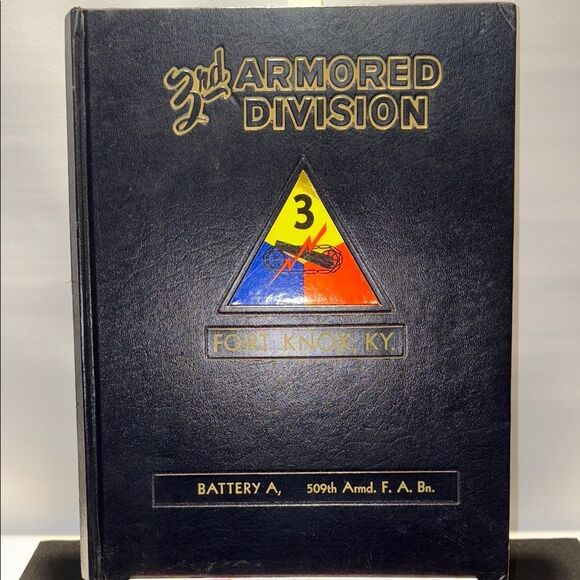 3rd ARMORED
DIVISION
3
FORT KNOX, KY.
BATTERY A, 509th Armd. F. A. Bn.